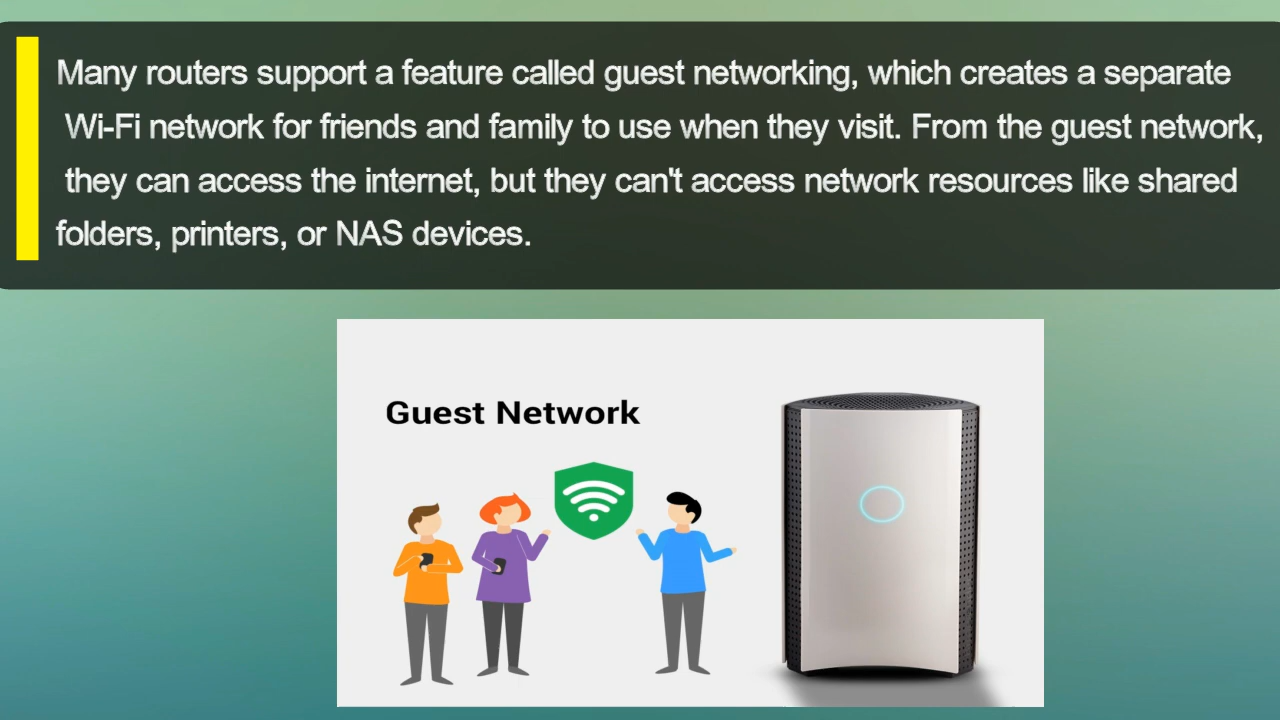 Many routers support a feature called guest networking, which creates a separate
Wi-Fi network for friends and family to use when they visit. From the guest network,
they can access the internet, but they can't access network resources like shared
folders, printers, or NAS devices.
Guest Network